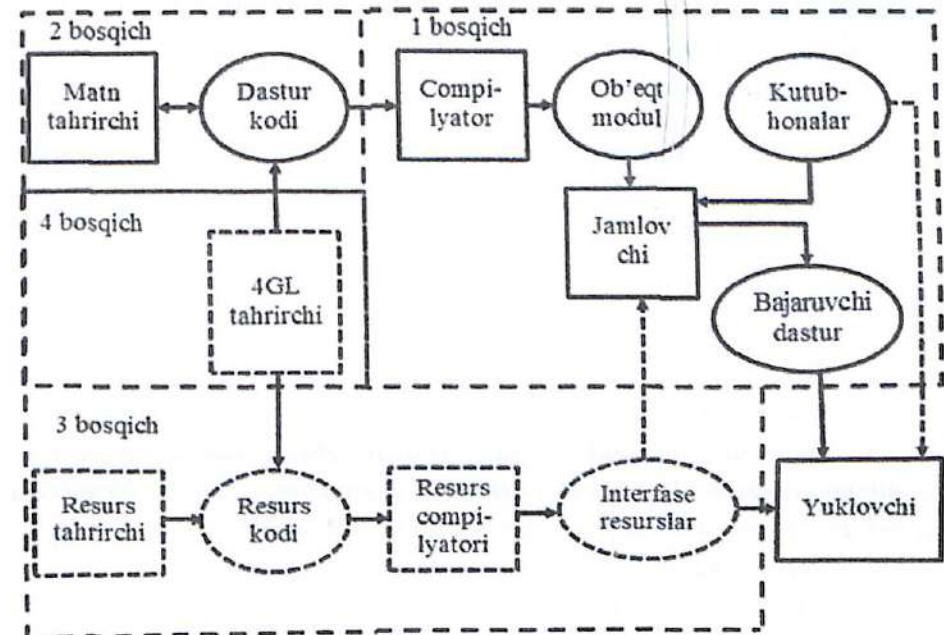 2 bosqich
1 bosqich
Matn
tahrirchi
Dastur
kodi
Compi-
lyator
Ob'eqt
modul
Kutub-
honalar
4 bosqich
Jamlov
chi
4GL
tahrirchi
Bajaruvchi
dastur
3 bosqich
Resurs
tahrirchi
Resurs
kodi
Resurs
compi-
lyatori
Interfase
resurslar
Yuklovchi